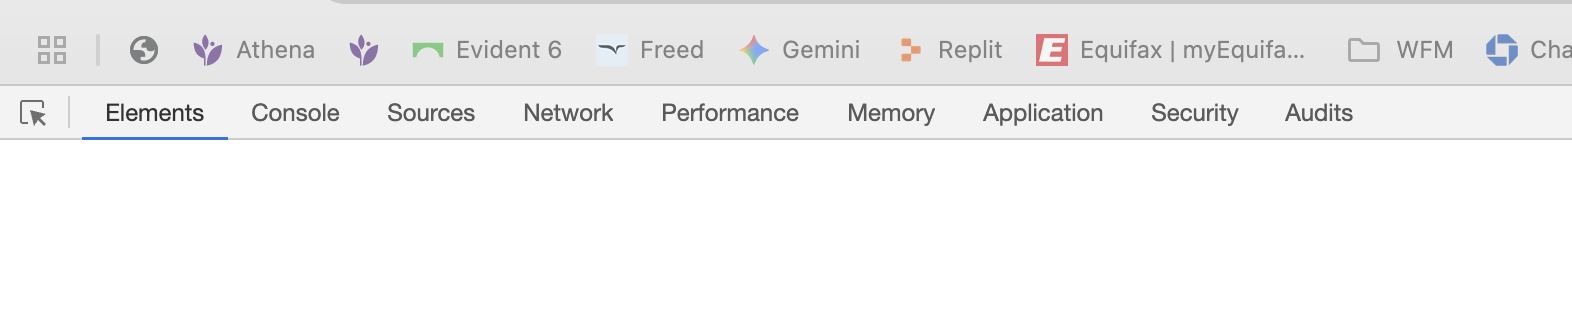 Athena Evident 6 Freed Gemini Replit Equifax | myEquifa... WFM Cha
Elements Console Sources Network Performance Memory Application Security Audits